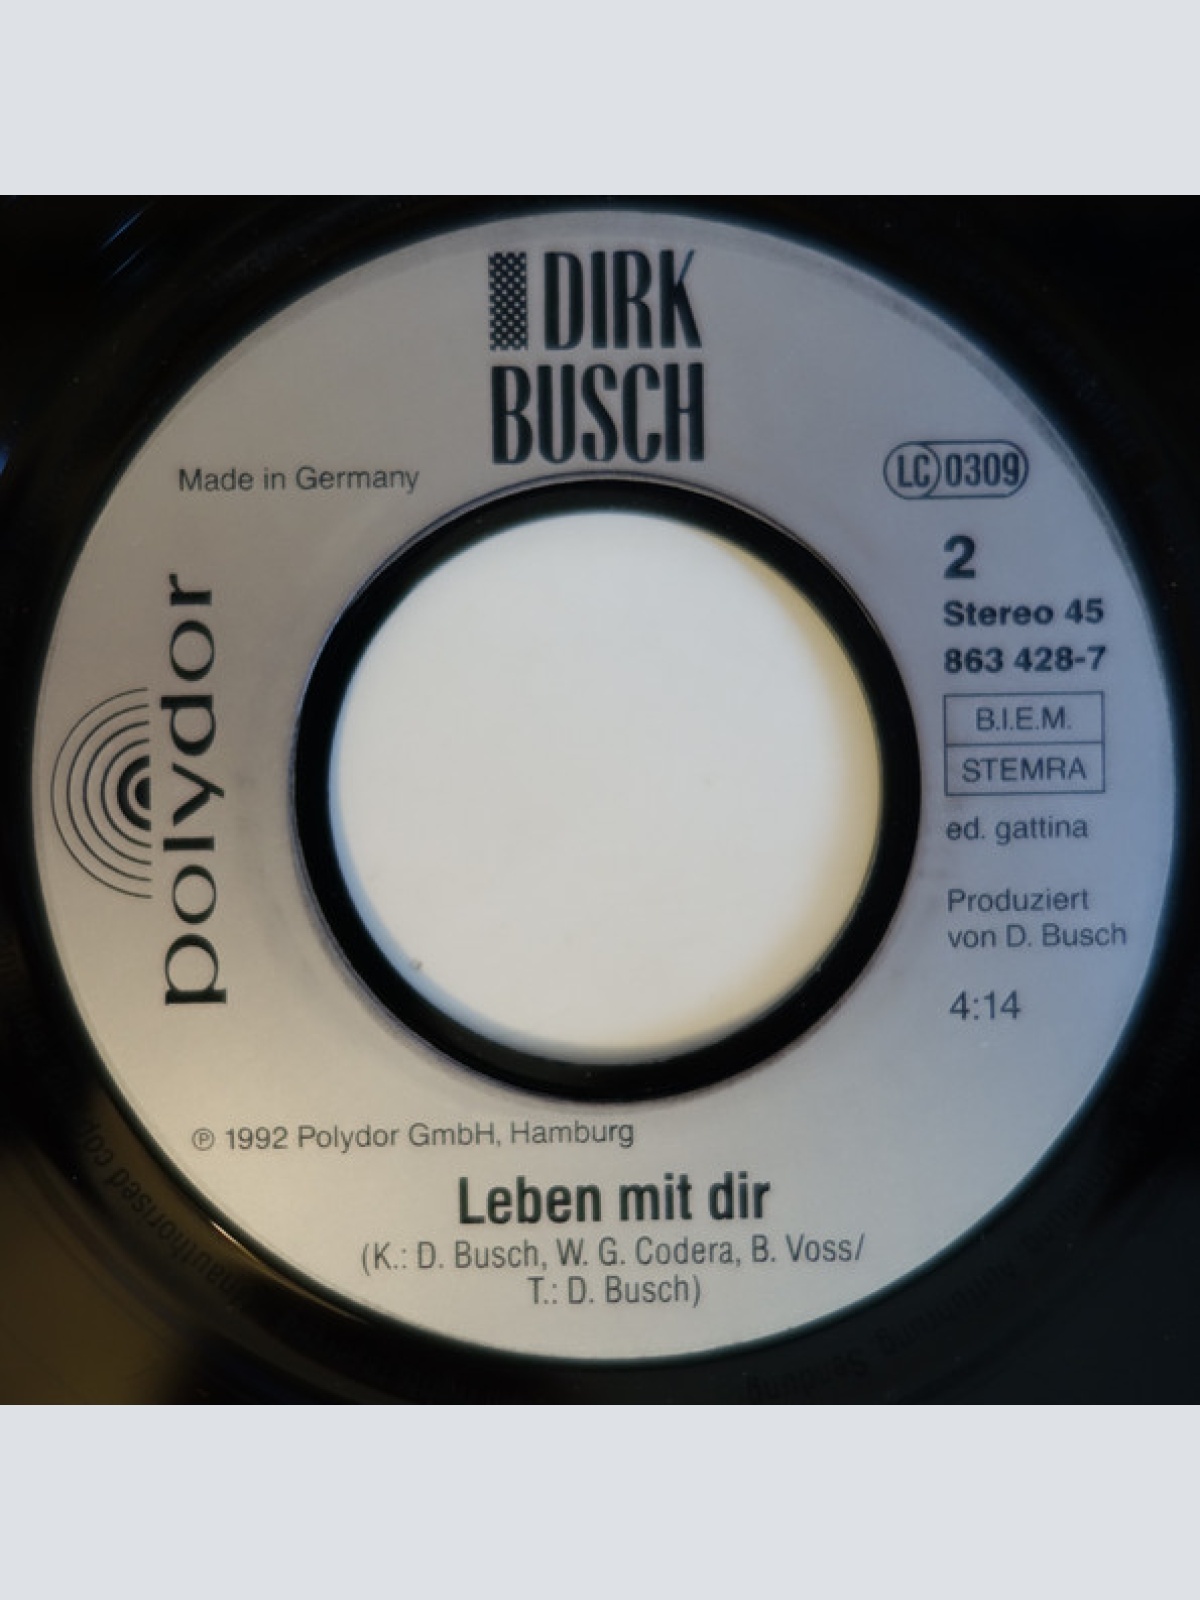 DIRK
BUSCH
Made in Germany
LC 0309
2
Stereo 45
863 428-7
B.I.E.M.
STEMRA
ed. gattina
Produziert
von D. Busch
4:14
polydor
℗ 1992 Polydor GmbH, Hamburg
Leben mit dir
(K.: D. Busch, W. G. Codera, B. Voss/
T.: D. Busch)